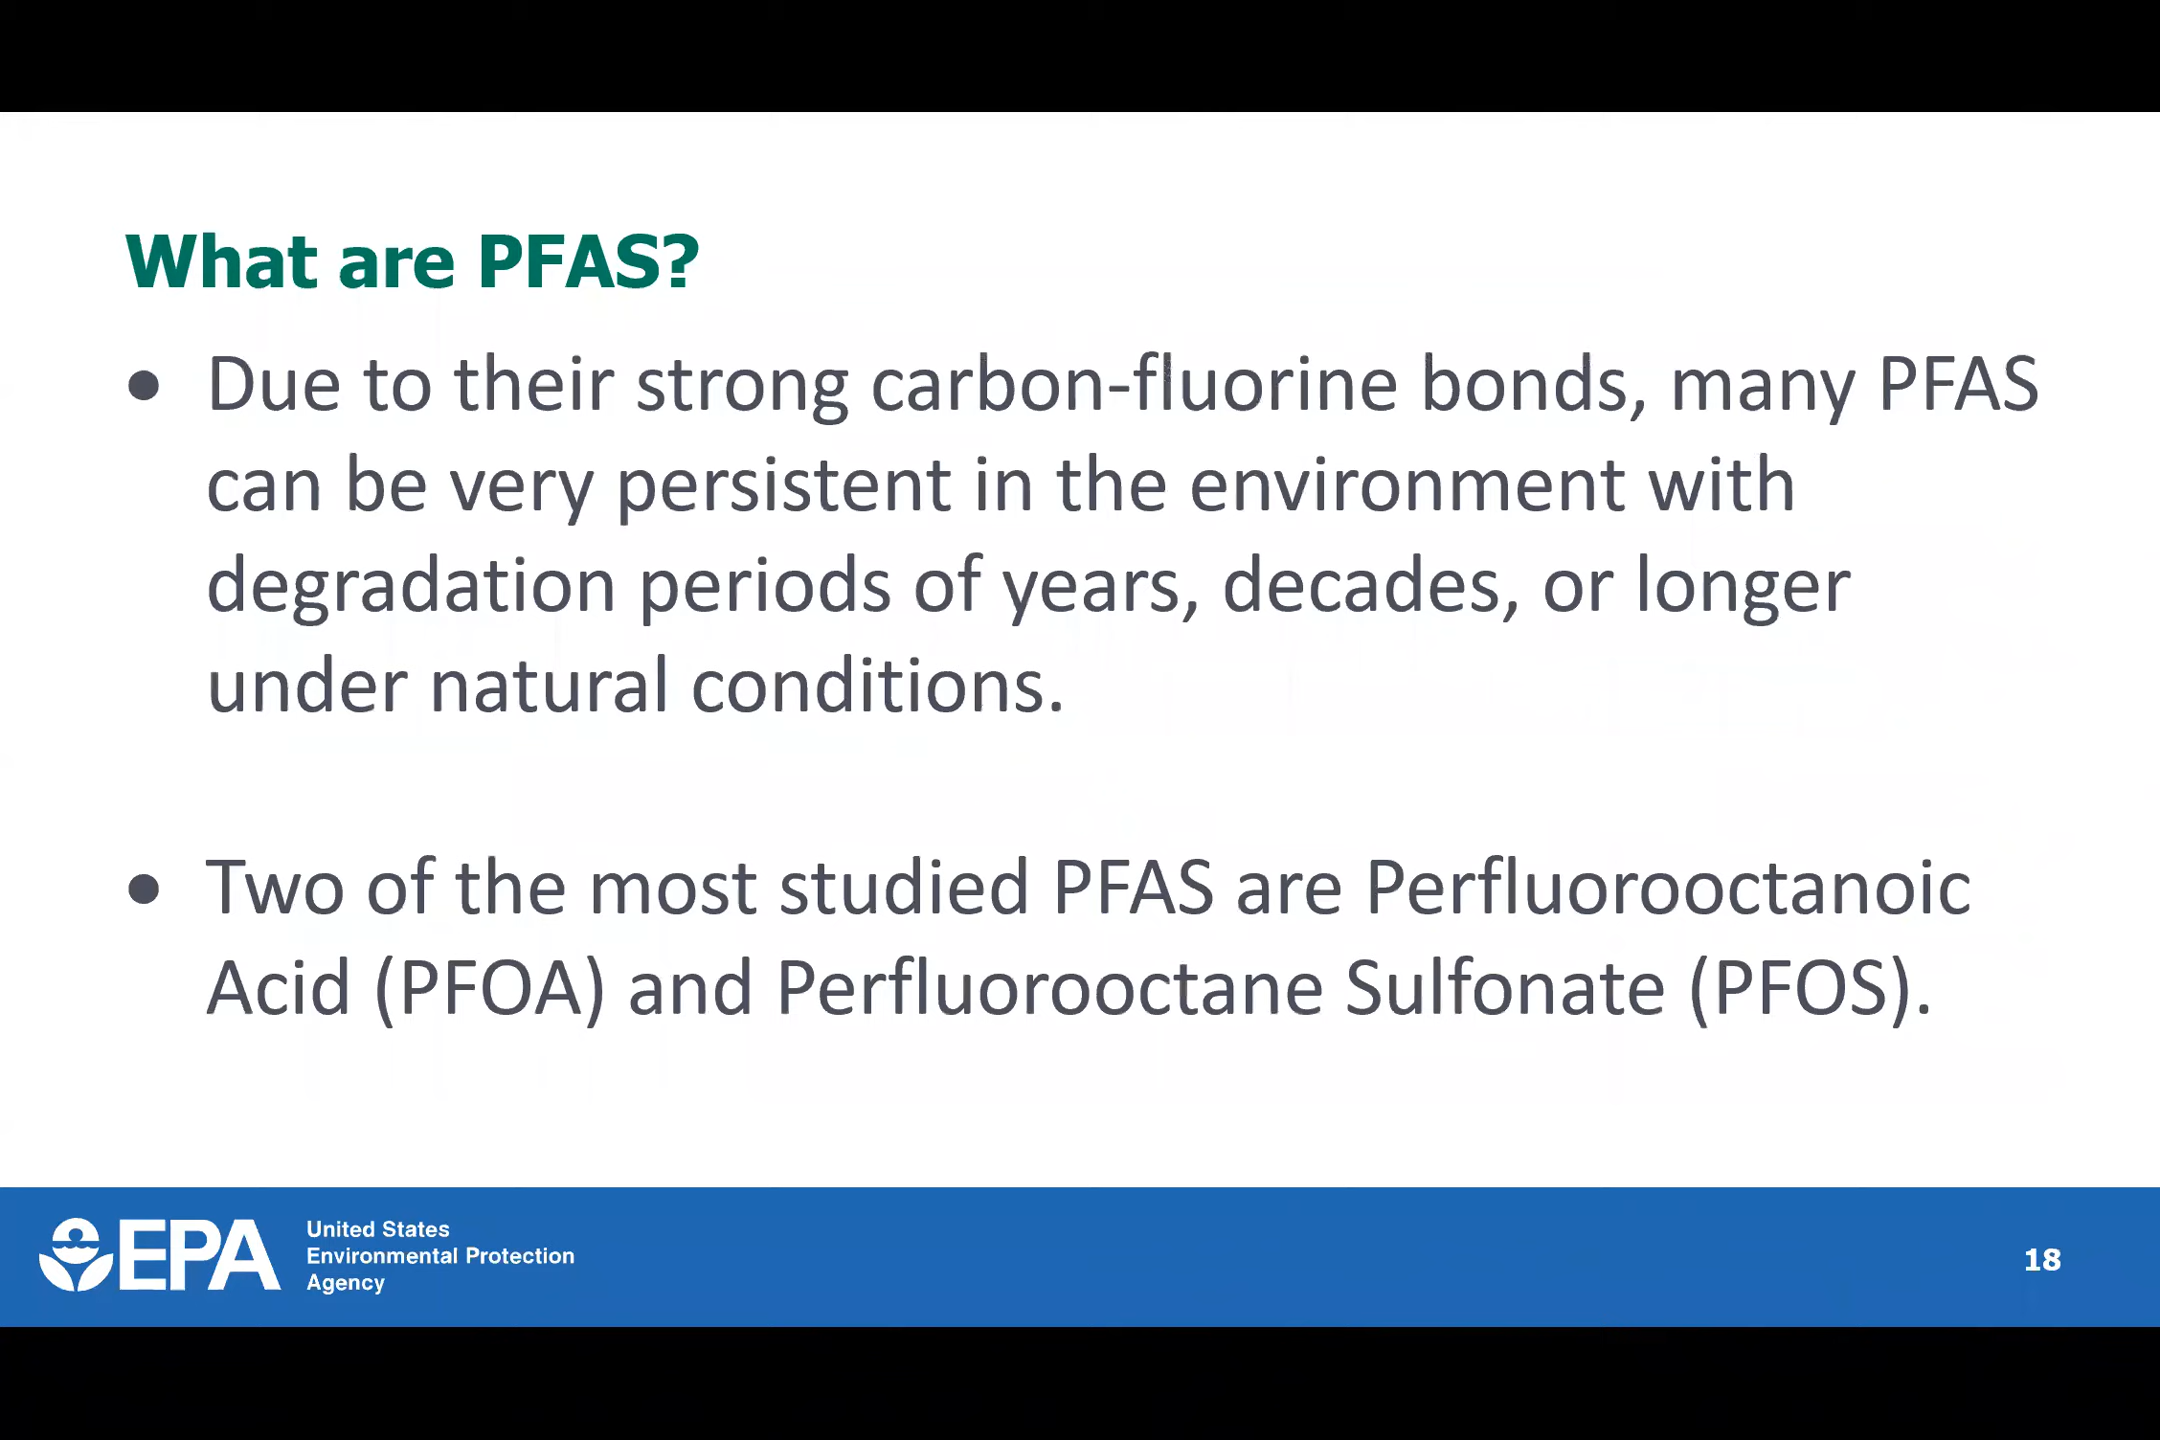 What are PFAS?
• Due to their strong carbon-fluorine bonds, many PFAS
can be very persistent in the environment with
degradation periods of years, decades, or longer
under natural conditions.
• Two of the most studied PFAS are Perfluorooctanoic
Acid (PFOA) and Perfluorooctane Sulfonate (PFOS).
EPA
United States
Environmental Protection
Agency
18